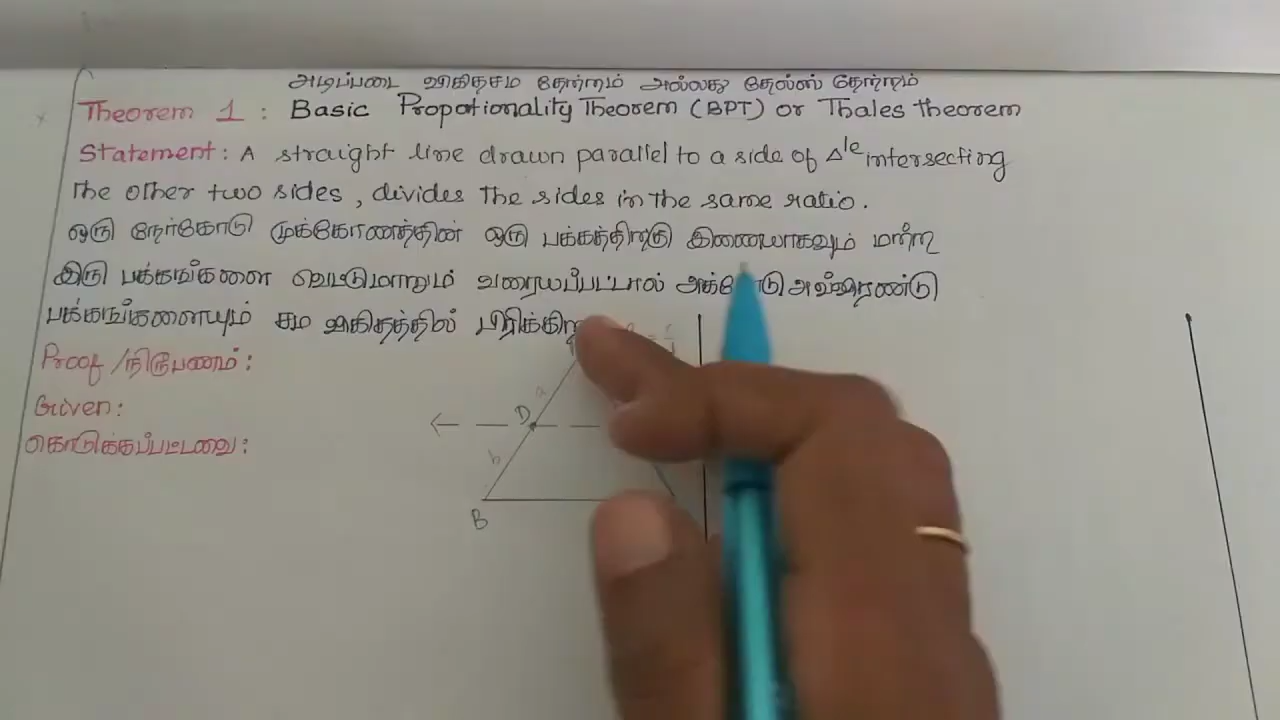 அடிப்படை விகிதசம தேற்றம் அல்லது தேல்ஸ் தேற்றம்
Theorem 1 : Basic Propotionality Theorem (BPT) or Thales theorem
Statement : A straight line drawn parallel to a side of Δle intersecting
the other two sides, divides the sides in the same ratio.
ஒரு நேர்கோடு முக்கோணத்தின் ஒரு பக்கத்திற்கு இணையாகவும் மற்ற
இரு பக்கங்களை வெட்டுமாறும் வரையப்பட்டால் அக்கோடு அவ்விரண்டு
பக்கங்களையும் சம விகிதத்தில்
Proof / நிரூபணம் :
a
Given :
D
கொடுக்கப்பட்டவை :
b
B